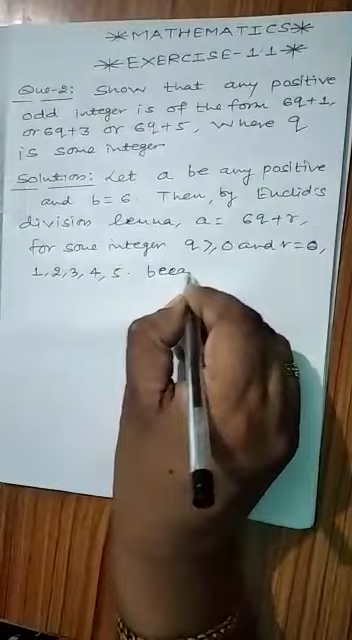 *MATHEMATICS*
*EXERCISE-1.1*
Que-2: Show that any positive
odd integer is of the form 6q+1,
or 6q+3 or 6q+5, where q
is some integer
Solution: Let a be any positive
and b=6. Then, by Euclid's
division lemma, a = 6q+r,
for some integer q ≥ 0 and r = 0,
1, 2, 3, 4, 5. beca